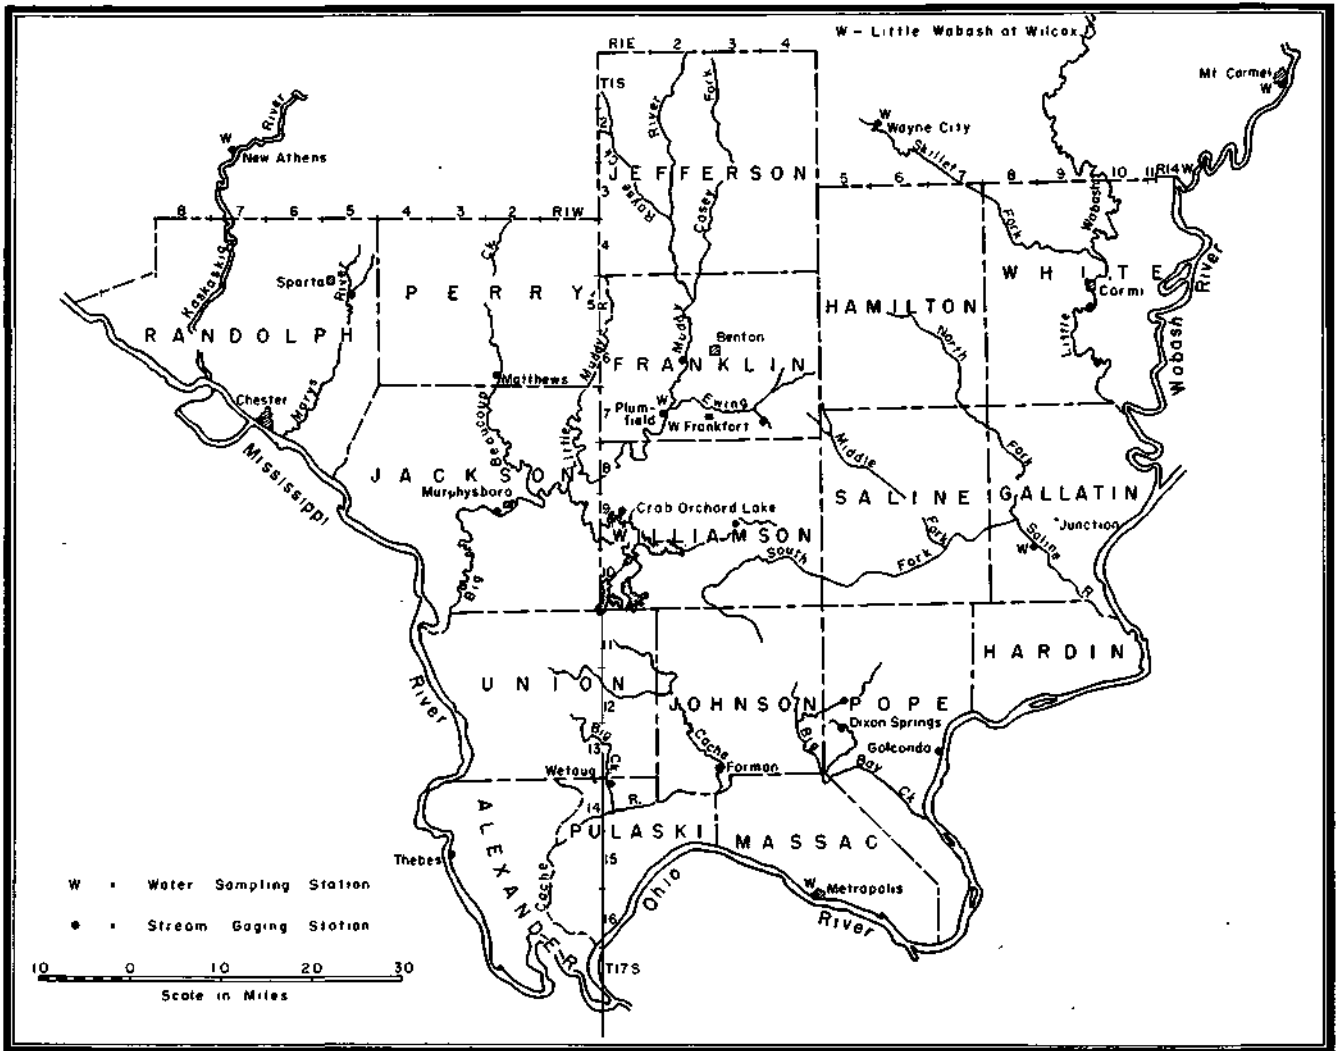 W - Little Wabash at Wilcox
R1E 2 3 4
Mt Carmel
W
T1S
River
Fork
W
Wayne City
River
W
New Athens
2
Ck
Skillet
JEFFERSON
3
Rayse
Casey
5 6 7 8 9 10 11 R14W
8 7 6 5 4 3 2 R1W
Wabash
Fork
4
Ck
Kaskaskia
Sparta
River
WHITE
River
PERRY
5
R
HAMILTON
Carmi
RANDOLPH
Muddy
Benton
North
Little
Wabash
Muddy
6
FRANKLIN
Matthews
Marys
Chester
Beaucoup
7
Plum-
field
W
Ewing
W Frankfort
Little
Middle
Fork
Mississippi
JACKSON
8
Murphysboro
SALINE
GALLATIN
9
Crab Orchard Lake
Junction
WILLIAMSON
Fork
Saline
W
South
Fork
10
Big
R.
11
HARDIN
River
UNION
12
JOHNSON
POPE
Big
Dixon Springs
13
Cache
Big
Golconda
Wetaug
Ck
Forman
Bay
Ck
14
R.
ALEXANDER
PULASKI
MASSAC
Thebes
15
Cache
Ohio
W
Metropolis
16
River
T17S
W = Water Sampling Station
● = Stream Gaging Station
10 0 10 20 30
Scale in Miles